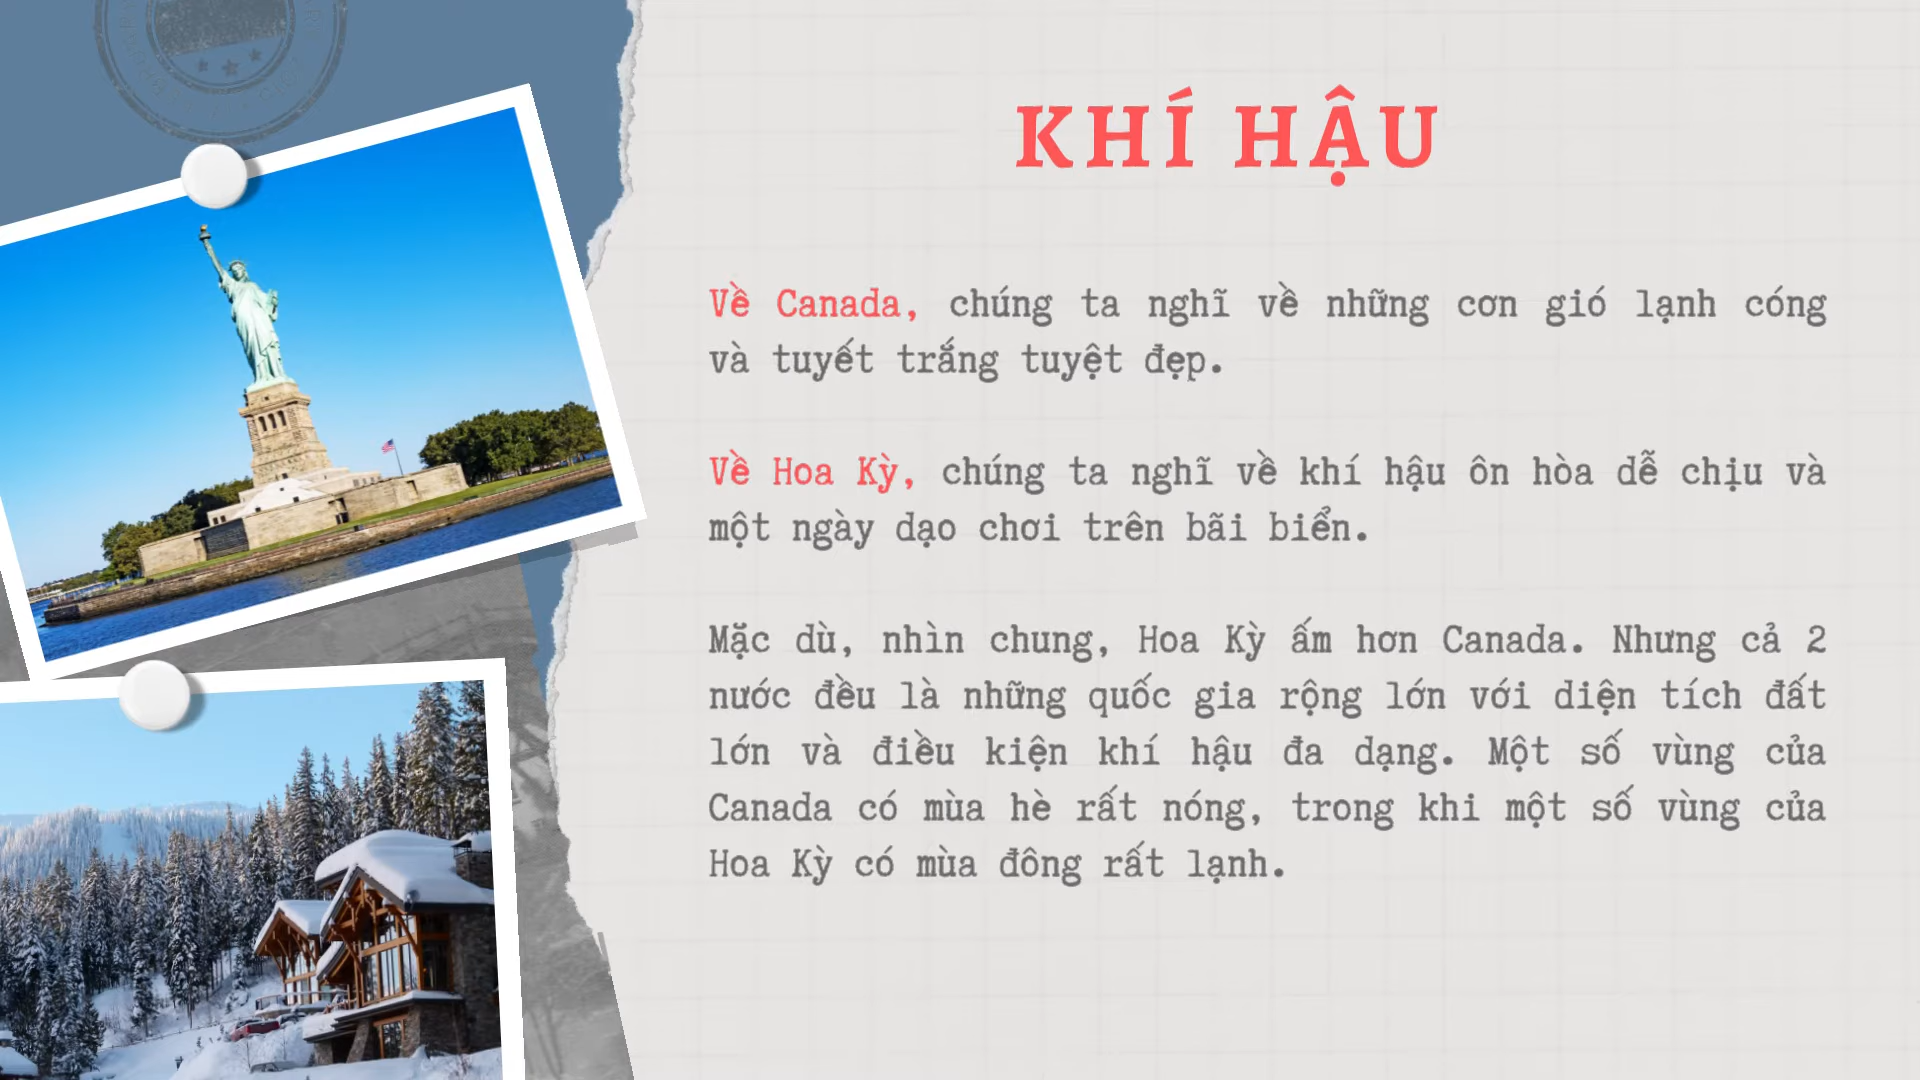 KHÍ HẬU
Về Canada, chúng ta nghĩ về những cơn gió lạnh cóng
và tuyết trắng tuyệt đẹp.
Về Hoa Kỳ, chúng ta nghĩ về khí hậu ôn hòa dễ chịu và
một ngày dạo chơi trên bãi biển.
Mặc dù, nhìn chung, Hoa Kỳ ấm hơn Canada. Nhưng cả 2
nước đều là những quốc gia rộng lớn với diện tích đất
lớn và điều kiện khí hậu đa dạng. Một số vùng của
Canada có mùa hè rất nóng, trong khi một số vùng của
Hoa Kỳ có mùa đông rất lạnh.